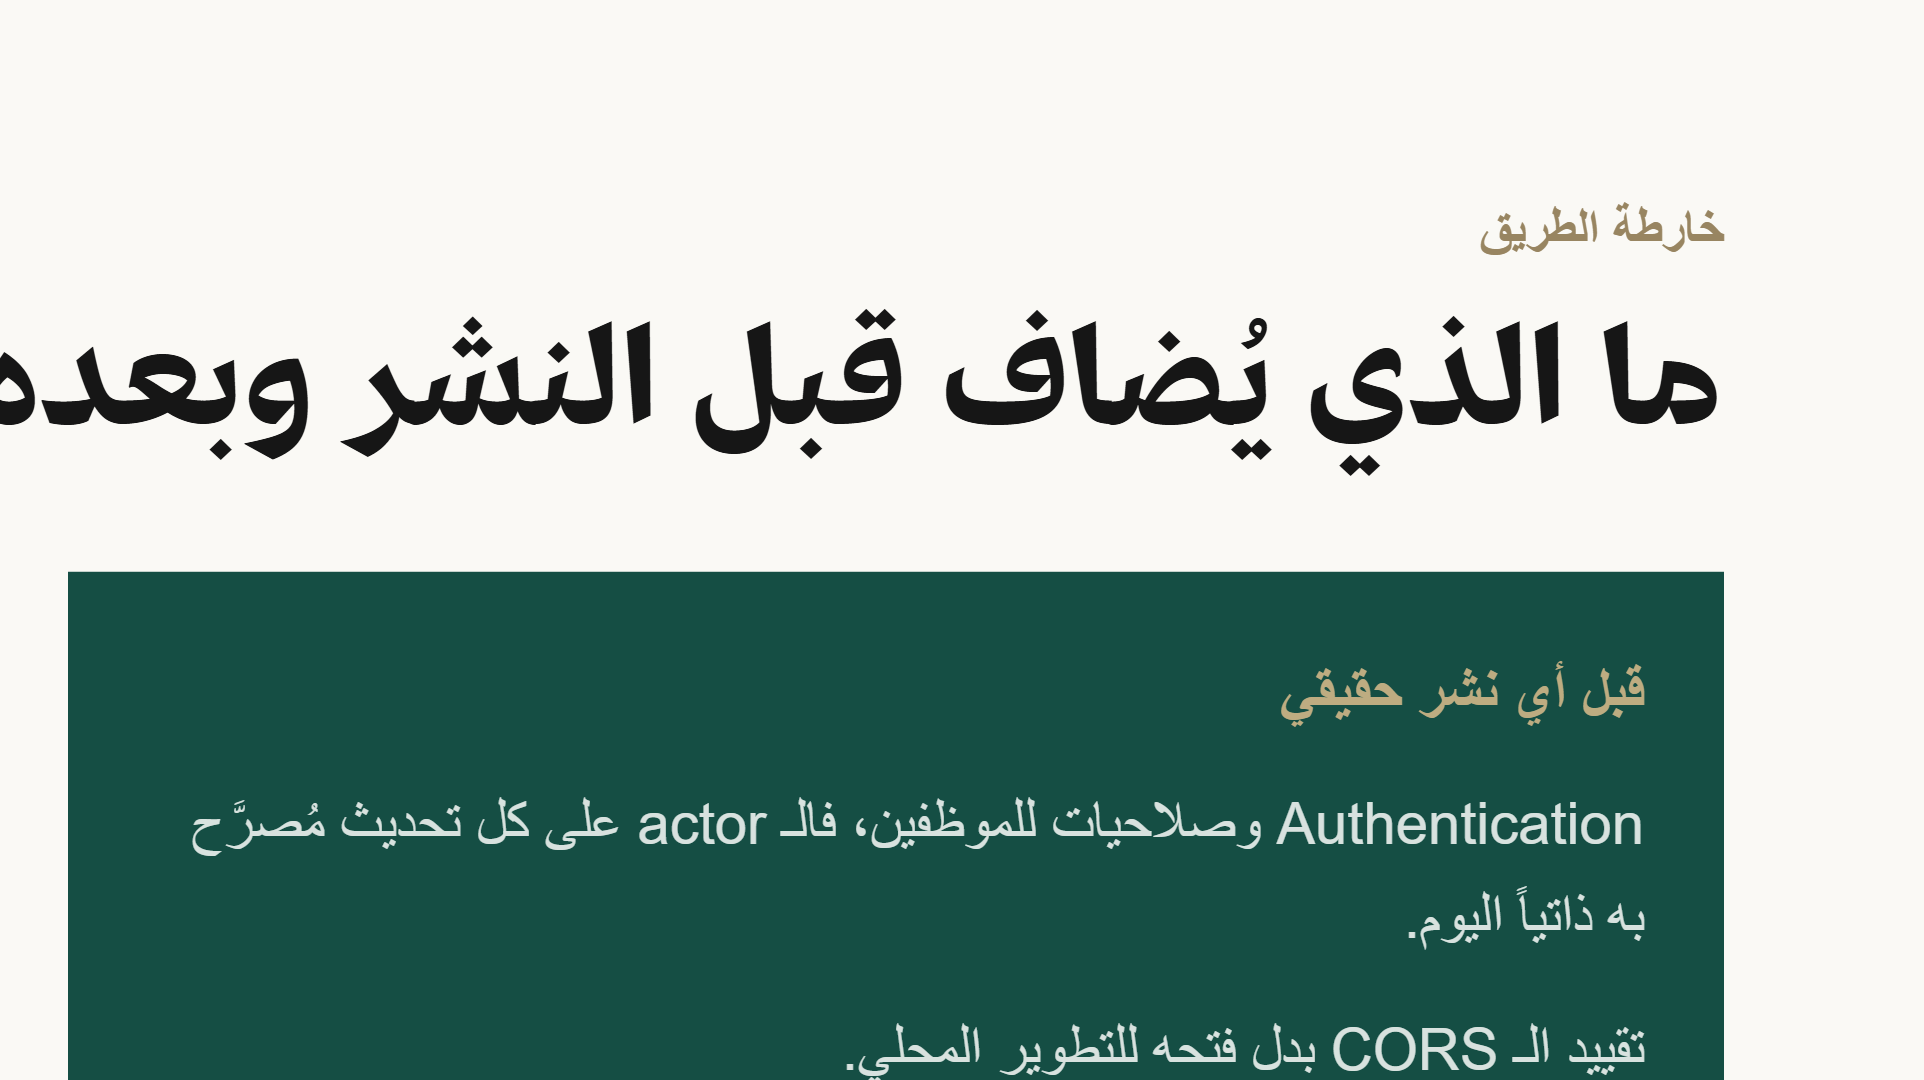 خارطة الطريق
ما الذي يُضاف قبل النشر وبعده
قبل أي نشر حقيقي
Authentication وصلاحيات للموظفين، فالـ actor على كل تحديث مُصرَّح
به ذاتياً اليوم.
تقييد الـ CORS بدل فتحه للتطوير المحلي.